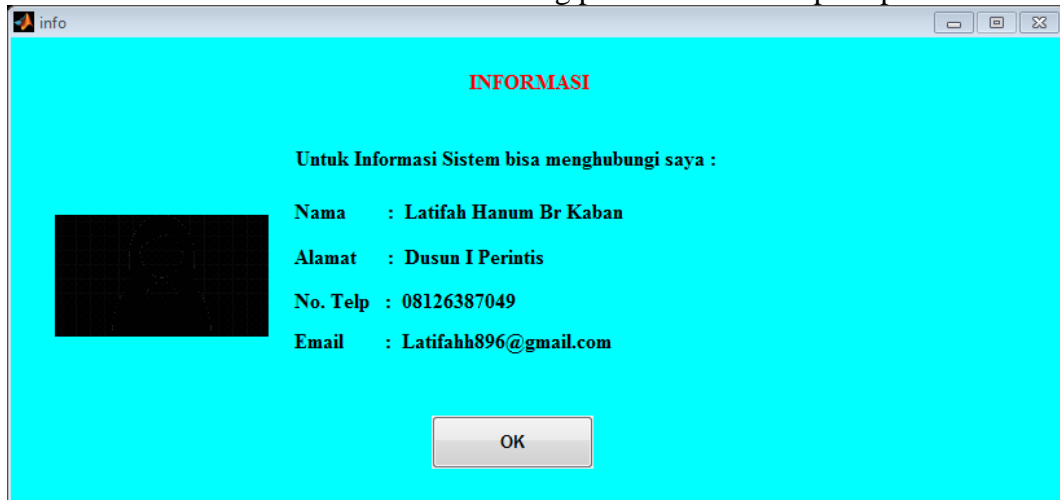 info
INFORMASI
Untuk Informasi Sistem bisa menghubungi saya :
Nama : Latifah Hanum Br Kaban
Alamat : Dusun I Perintis
No. Telp : 08126387049
Email : Latifahh896@gmail.com
OK